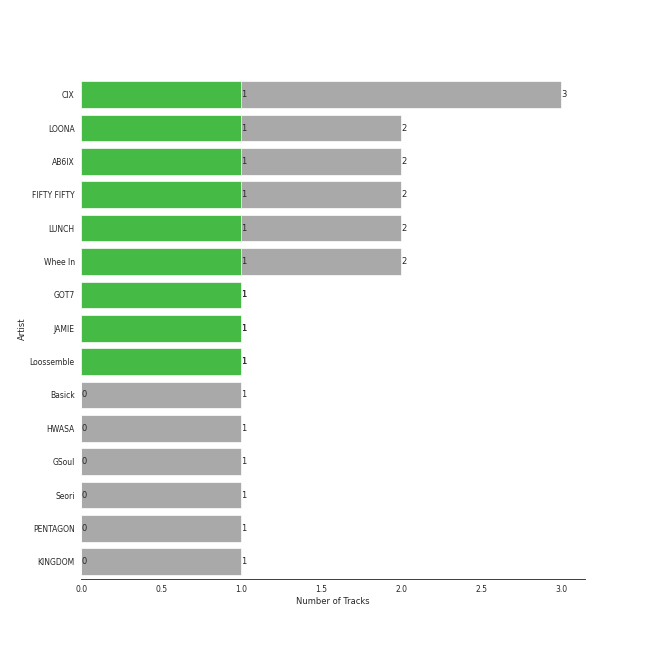 CIX 1 3
LOONA 1 2
AB6IX 1 2
FIFTY FIFTY 1 2
LUNCH 1 2
Whee In 1 2
GOT7 1
JAMIE 1
Loossemble 1
Basick 0 1
HWASA 0 1
GSoul 0 1
Seori 0 1
PENTAGON 0 1
KINGDOM 0 1
Artist
0.0 0.5 1.0 1.5 2.0 2.5 3.0
Number of Tracks